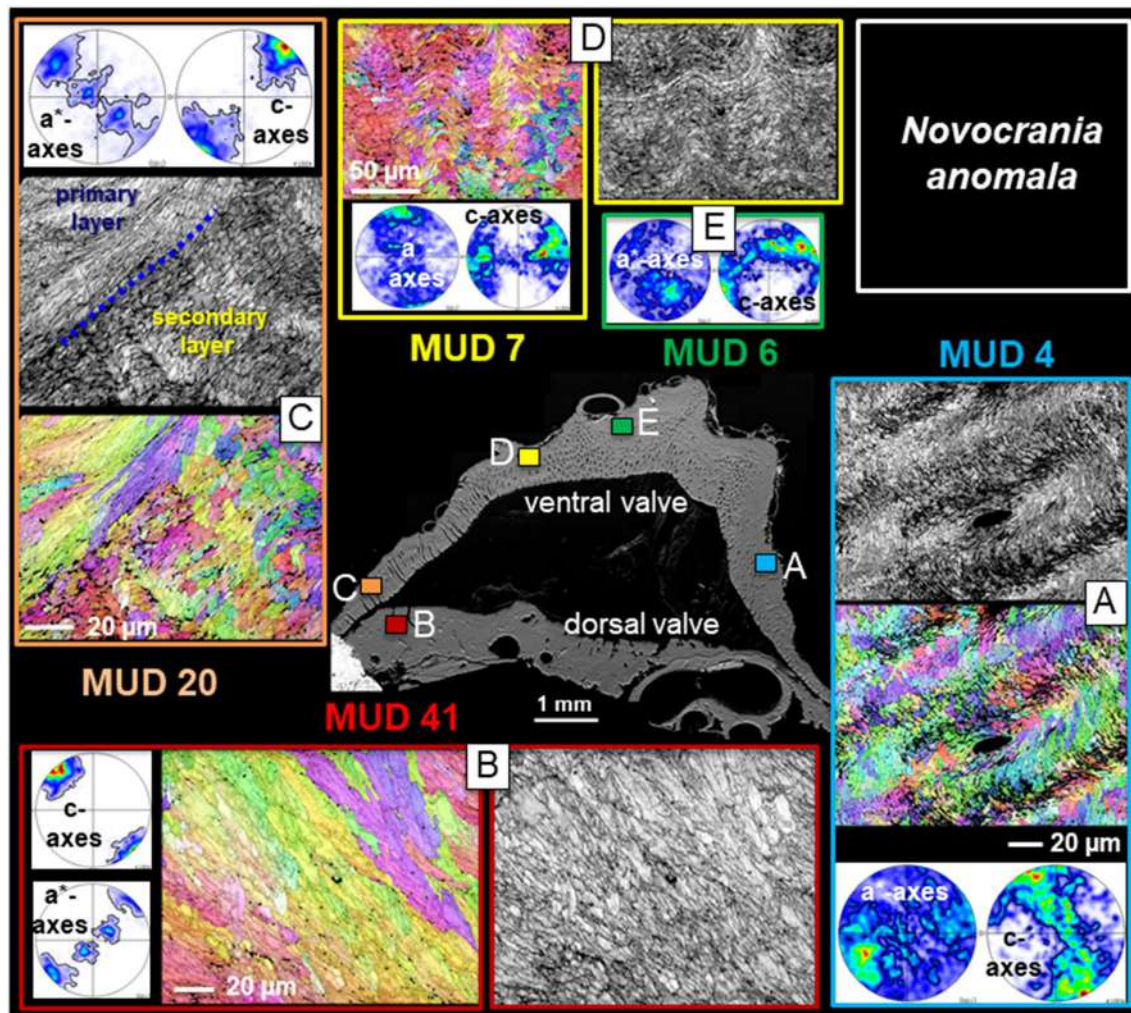 a*-
axes
c-
axes
primary
layer
secondary
layer
C
20 µm
MUD 20
D
50 µm
c-axes
a
axes
MUD 7
E
a*-axes
c-axes
MUD 6
Novocrania
anomala
MUD 4
A
20 µm
a*-axes
c-
axes
D
E
ventral valve
A
C
B
dorsal valve
1 mm
MUD 41
B
c-
axes
a*-
axes
20 µm